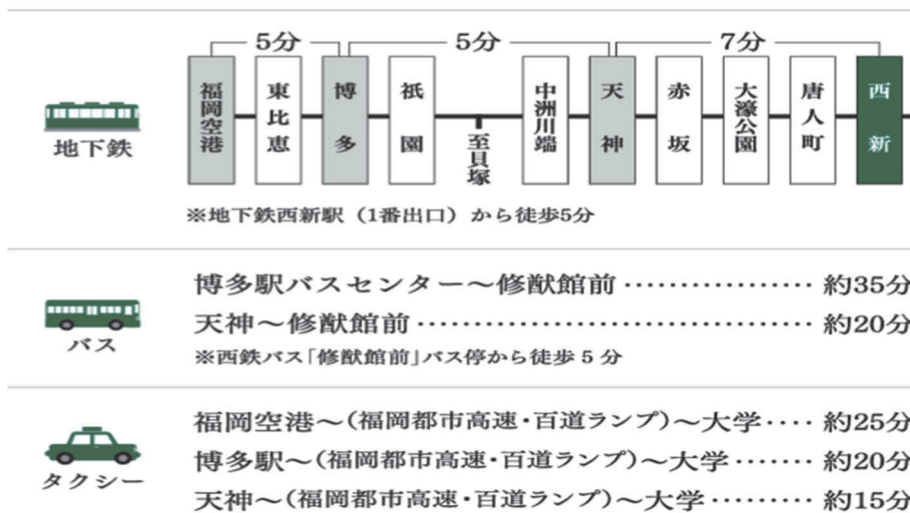 5分 5分 7分
福岡空港
東比恵
博多
祇園
至貝塚
中洲川端
天神
赤坂
大濠公園
唐人町
西新
地下鉄
※地下鉄西新駅（1番出口）から徒歩5分
博多駅バスセンター～修猷館前 ················· 約35分
天神～修猷館前 ···································· 約20分
バス
※西鉄バス「修猷館前」バス停から徒歩 5 分
福岡空港～(福岡都市高速・百道ランプ)～大学 ···· 約25分
博多駅～(福岡都市高速・百道ランプ)～大学 ······· 約20分
タクシー
天神～(福岡都市高速・百道ランプ)～大学 ········· 約15分